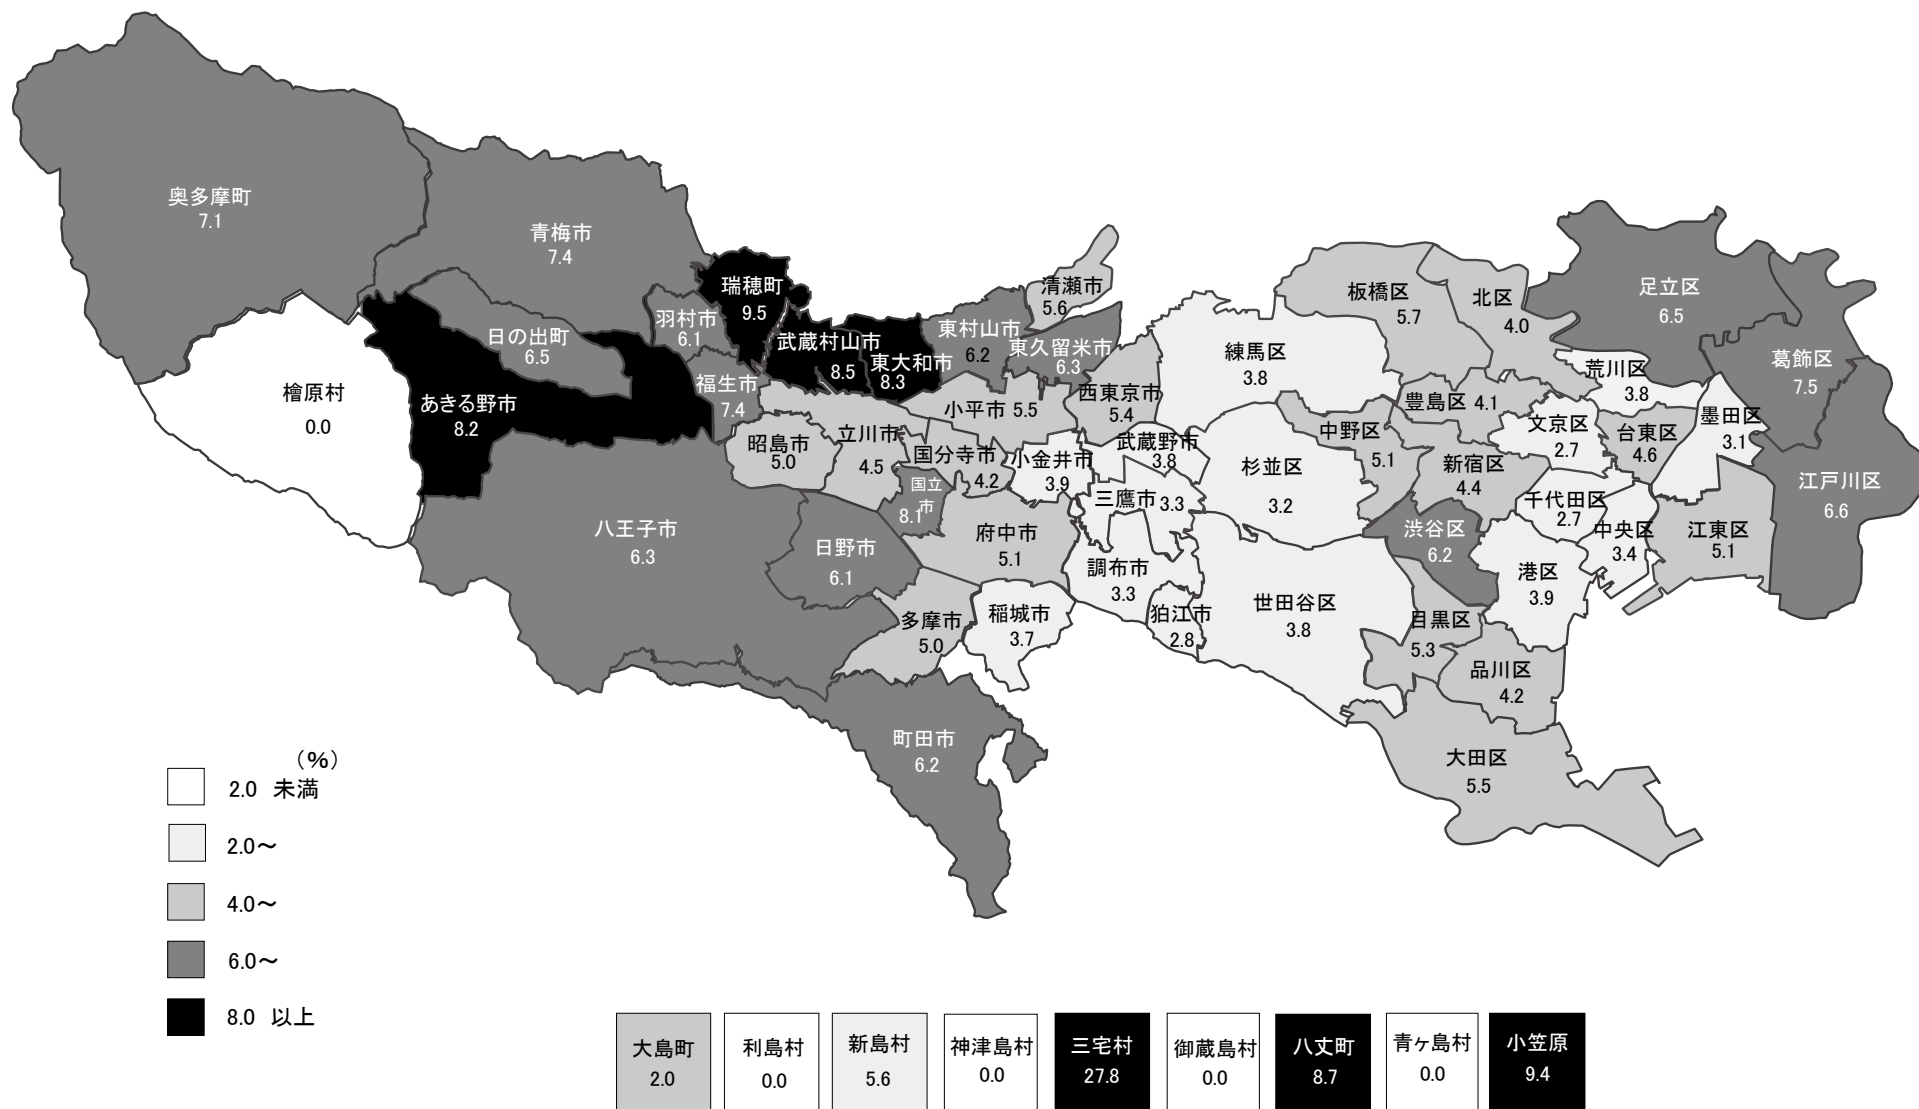 奥多摩町
7.1
青梅市
7.4
瑞穂町
9.5
羽村市
6.1
日の出町
6.5
福生市
7.4
檜原村
0.0
あきる野市
8.2
武蔵村山市
8.5
東大和市
8.3
東村山市
6.2
清瀬市
5.6
東久留米市
6.3
西東京市
5.4
小平市 5.5
昭島市
5.0
立川市
4.5
国分寺市
4.2
国立
市
8.1
小金井市
3.9
武蔵野市
3.8
三鷹市 3.3
府中市
5.1
調布市
3.3
狛江市
2.8
八王子市
6.3
日野市
6.1
多摩市
5.0
稲城市
3.7
町田市
6.2
練馬区
3.8
板橋区
5.7
北区
4.0
足立区
6.5
葛飾区
7.5
荒川区
3.8
豊島区 4.1
文京区
2.7
台東区
4.6
墨田区
3.1
江戸川区
6.6
中野区
5.1
杉並区
3.2
新宿区
4.4
千代田区
2.7
中央区
3.4
江東区
5.1
渋谷区
6.2
港区
3.9
世田谷区
3.8
目黒区
5.3
品川区
4.2
大田区
5.5
(%)
2.0 未満
2.0～
4.0～
6.0～
8.0 以上
大島町
2.0
利島村
0.0
新島村
5.6
神津島村
0.0
三宅村
27.8
御蔵島村
0.0
八丈町
8.7
青ヶ島村
0.0
小笠原
9.4